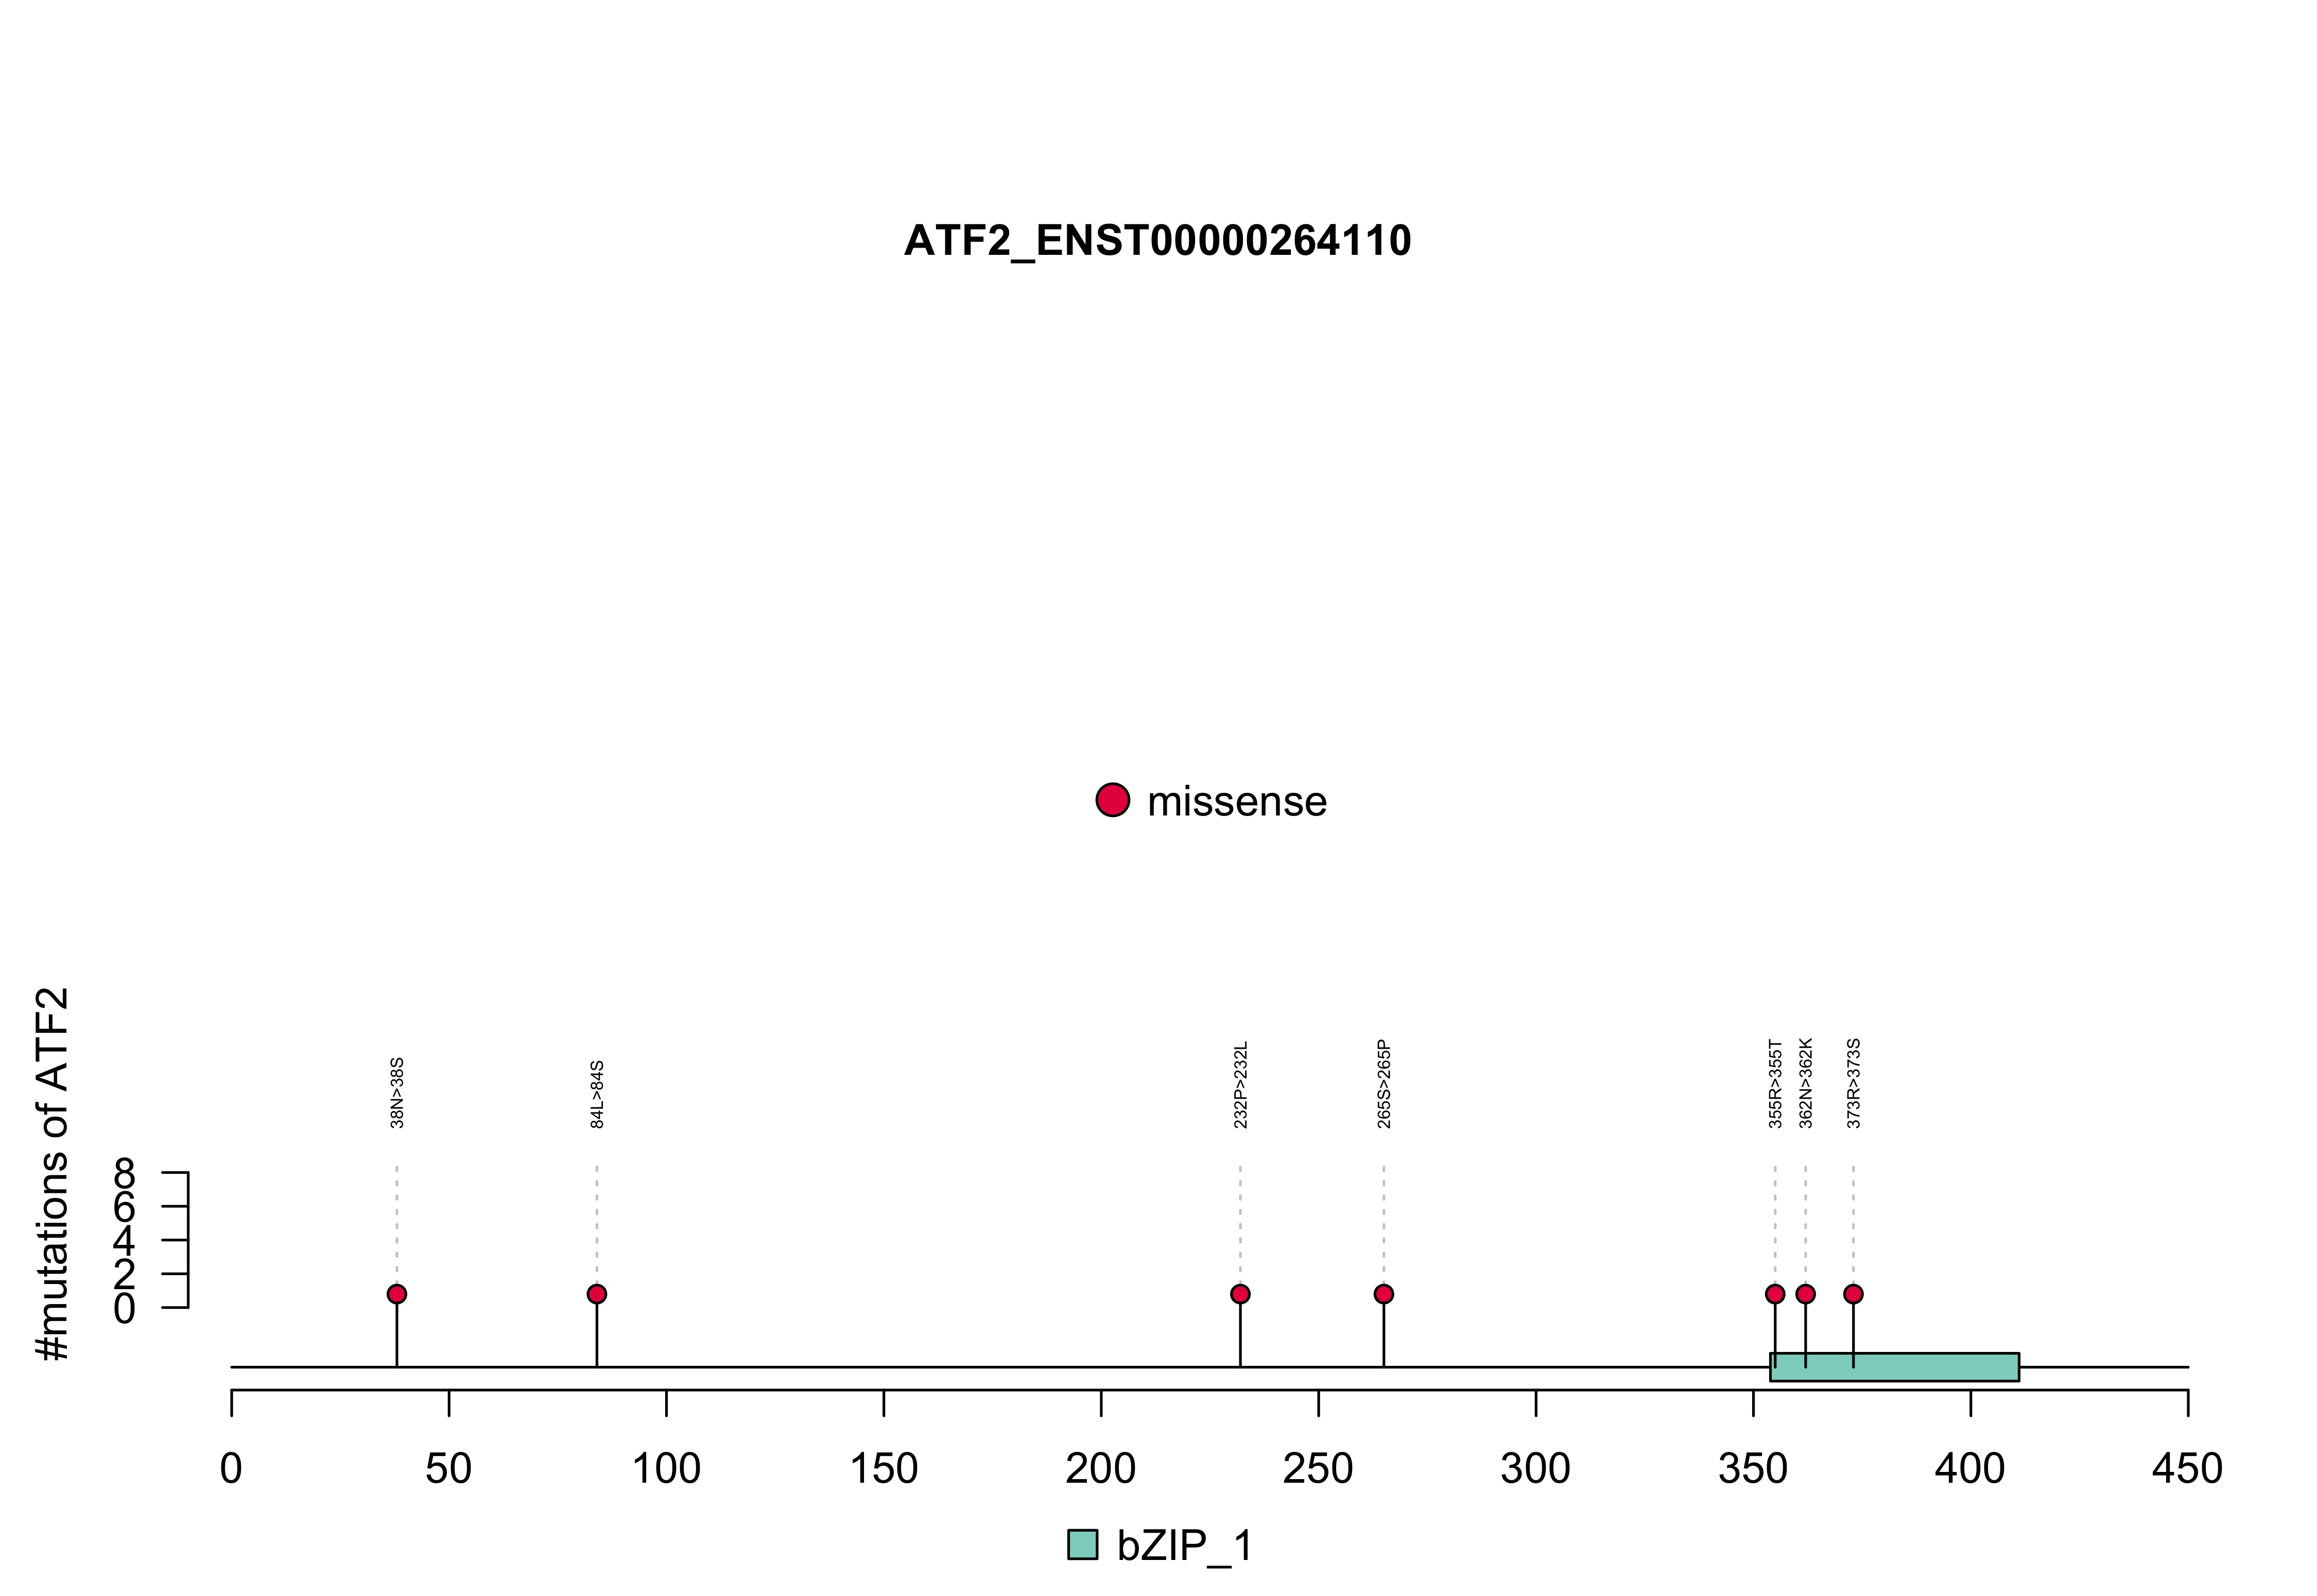 ATF2_ENST00000264110
missense
#mutations of ATF2
38N>38S
84L>84S
232P>232L
265S>265P
355R>355T
362N>362K
373R>373S
8
6
4
2
0
0 50 100 150 200 250 300 350 400 450
bZIP_1